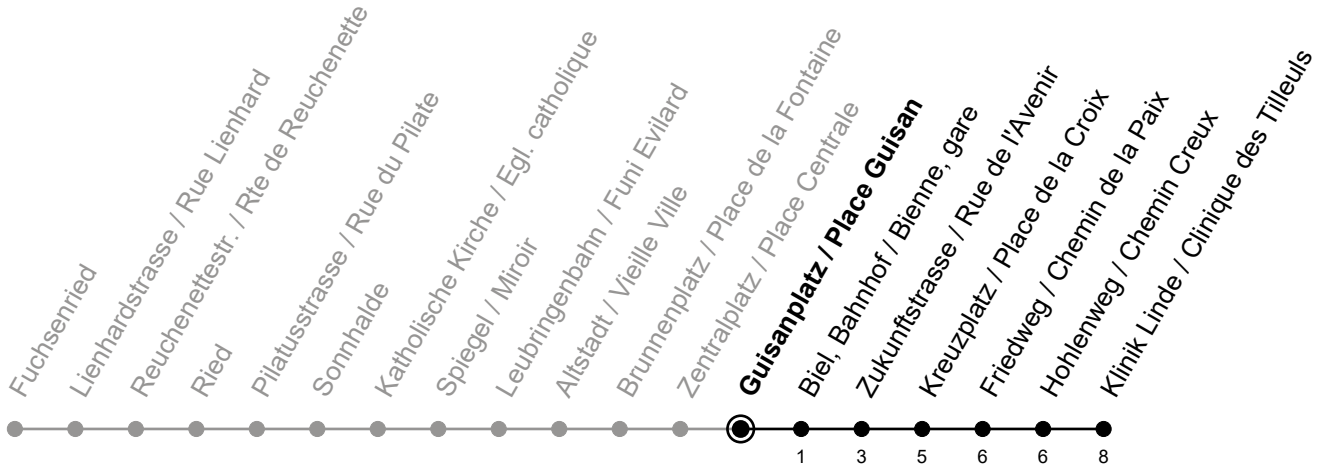 Fuchsenried
Lienhardstrasse / Rue Lienhard
Reuchenettestr. / Rte de Reuchenette
Ried
Pilatusstrasse / Rue du Pilate
Sonnhalde
Katholische Kirche / Egl. catholique
Spiegel / Miroir
Leubringenbahn / Funi Evilard
Altstadt / Vieille Ville
Brunnenplatz / Place de la Fontaine
Zentralplatz / Place Centrale
Guisanplatz / Place Guisan
Biel, Bahnhof / Bienne, gare
Zukunftstrasse / Rue de l'Avenir
Kreuzplatz / Place de la Croix
Friedweg / Chemin de la Paix
Hohlenweg / Chemin Creux
Klinik Linde / Clinique des Tilleuls
1 3 5 6 6 8